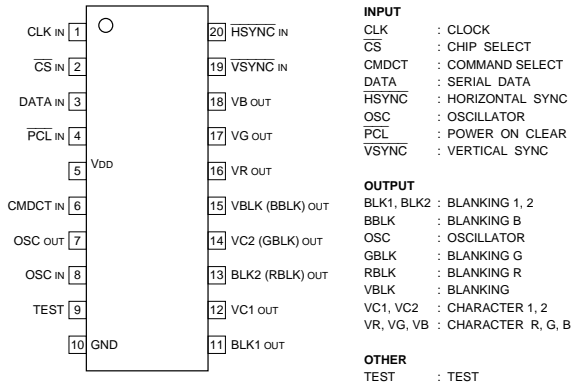 CLK IN 1
CS IN 2
DATA IN 3
PCL IN 4
5 VDD
CMDCT IN 6
OSC OUT 7
OSC IN 8
TEST 9
10 GND
20 HSYNC IN
19 VSYNC IN
18 VB OUT
17 VG OUT
16 VR OUT
15 VBLK (BBLK) OUT
14 VC2 (GBLK) OUT
13 BLK2 (RBLK) OUT
12 VC1 OUT
11 BLK1 OUT
INPUT
CLK : CLOCK
CS : CHIP SELECT
CMDCT : COMMAND SELECT
DATA : SERIAL DATA
HSYNC : HORIZONTAL SYNC
OSC : OSCILLATOR
PCL : POWER ON CLEAR
VSYNC : VERTICAL SYNC
OUTPUT
BLK1, BLK2 : BLANKING 1, 2
BBLK : BLANKING B
OSC : OSCILLATOR
GBLK : BLANKING G
RBLK : BLANKING R
VBLK : BLANKING
VC1, VC2 : CHARACTER 1, 2
VR, VG, VB : CHARACTER R, G, B
OTHER
TEST : TEST